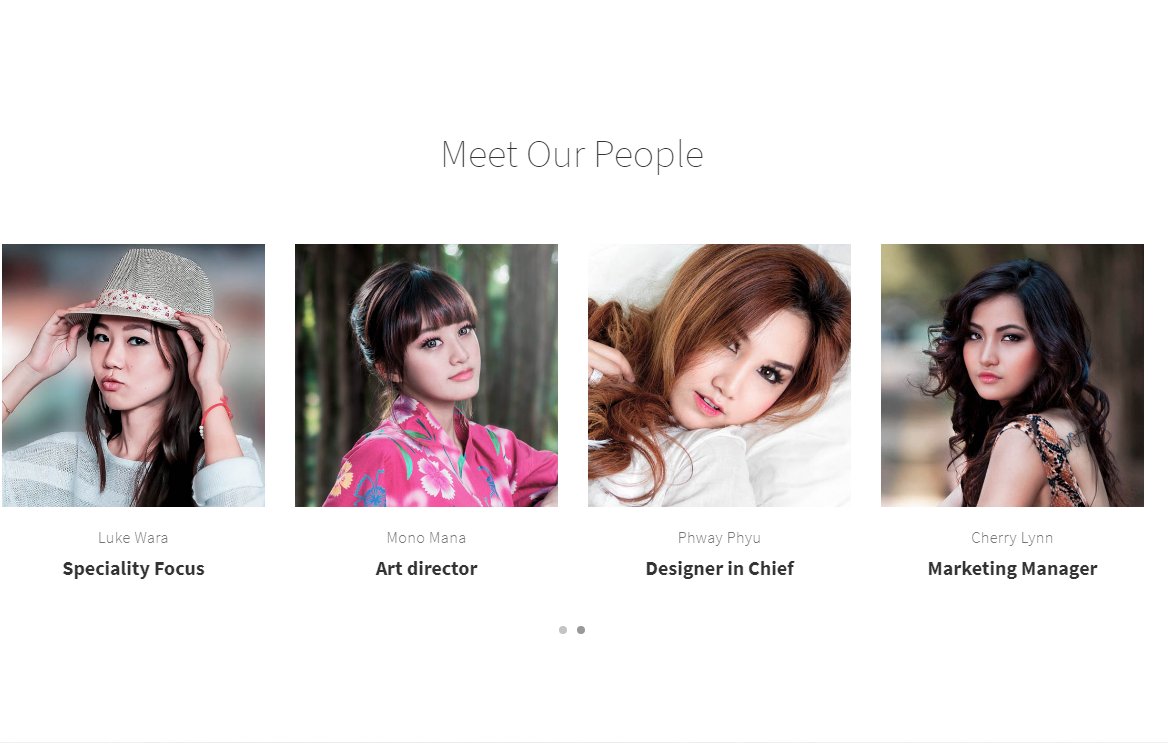 Meet Our People
Luke Wara
Mono Mana
Phway Phyu
Cherry Lynn
Speciality Focus
Art director
Designer in Chief
Marketing Manager